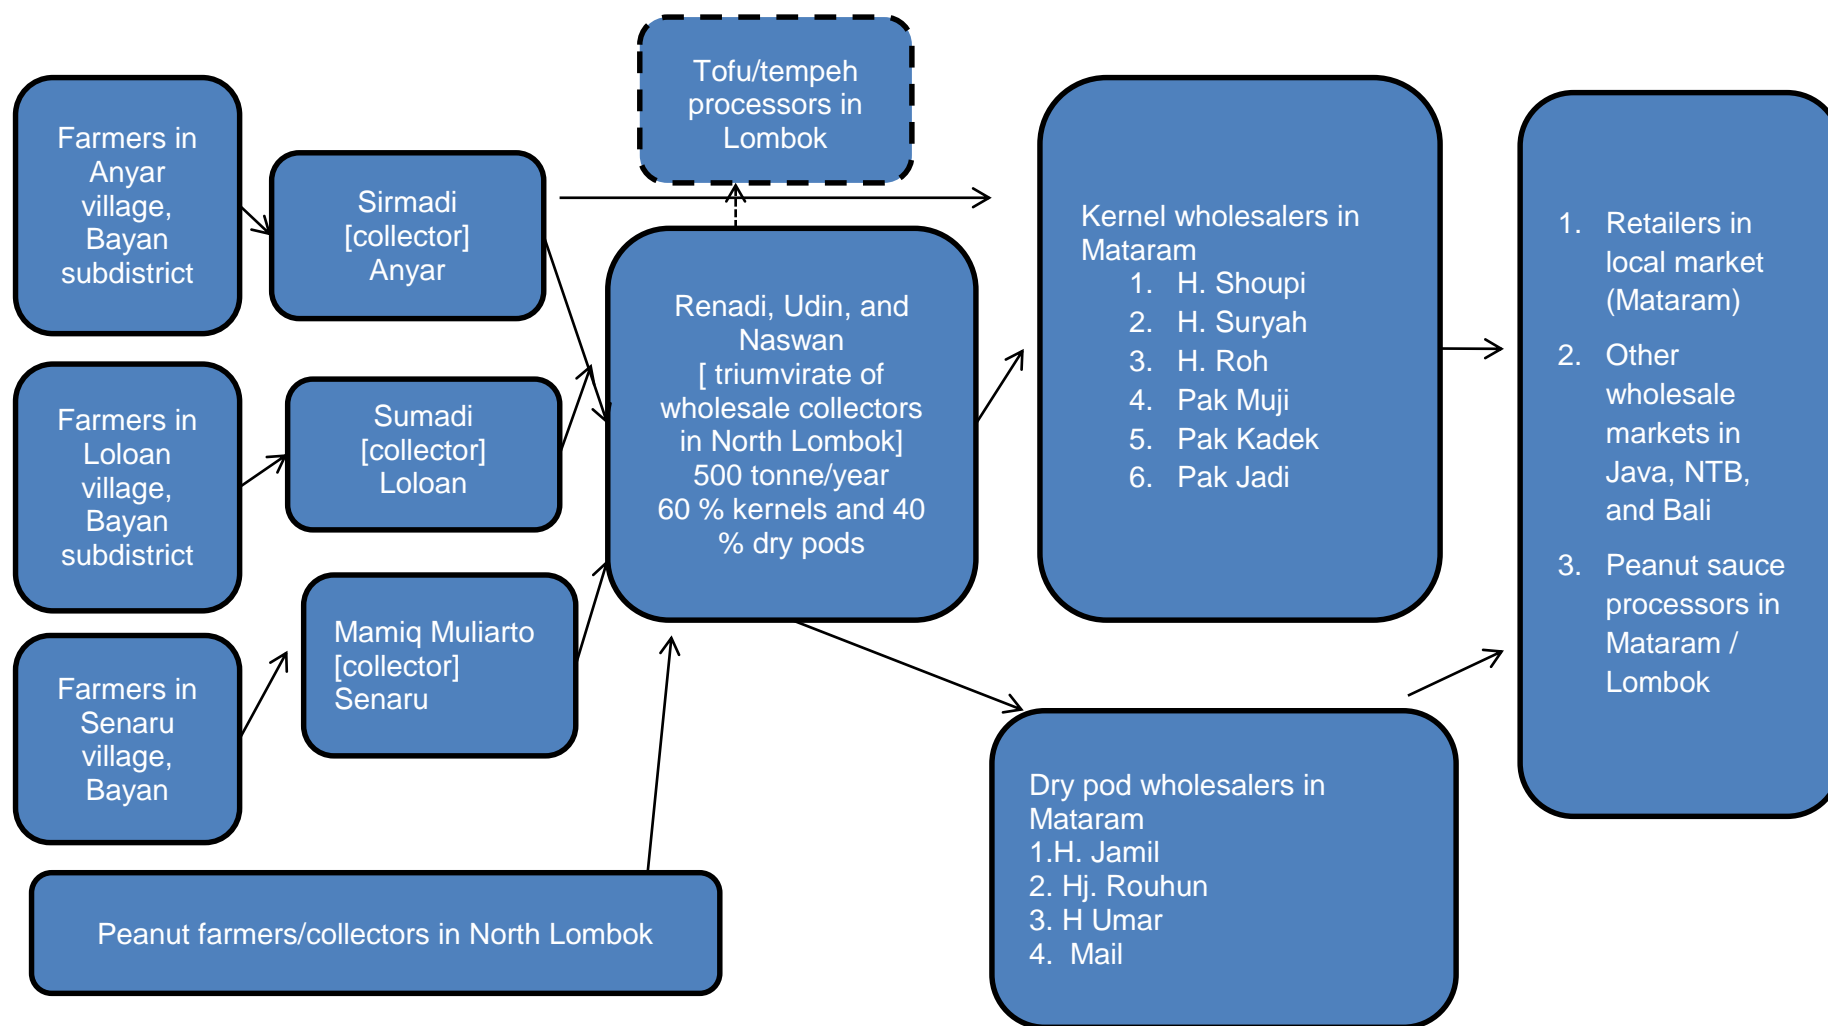 Farmers in
Anyar
village,
Bayan
subdistrict
Farmers in
Loloan
village,
Bayan
subdistrict
Farmers in
Senaru
village,
Bayan
Sirmadi
[collector]
Anyar
Sumadi
[collector]
Loloan
Mamiq Muliarto
[collector]
Senaru
Peanut farmers/collectors in North Lombok
Tofu/tempeh
processors in
Lombok
Renadi, Udin, and
Naswan
[ triumvirate of
wholesale collectors
in North Lombok]
500 tonne/year
60 % kernels and 40
% dry pods
Kernel wholesalers in
Mataram
1. H. Shoupi
2. H. Suryah
3. H. Roh
4. Pak Muji
5. Pak Kadek
6. Pak Jadi
Dry pod wholesalers in
Mataram
1.H. Jamil
2. Hj. Rouhun
3. H Umar
4. Mail
1. Retailers in
local market
(Mataram)
2. Other
wholesale
markets in
Java, NTB,
and Bali
3. Peanut sauce
processors in
Mataram /
Lombok